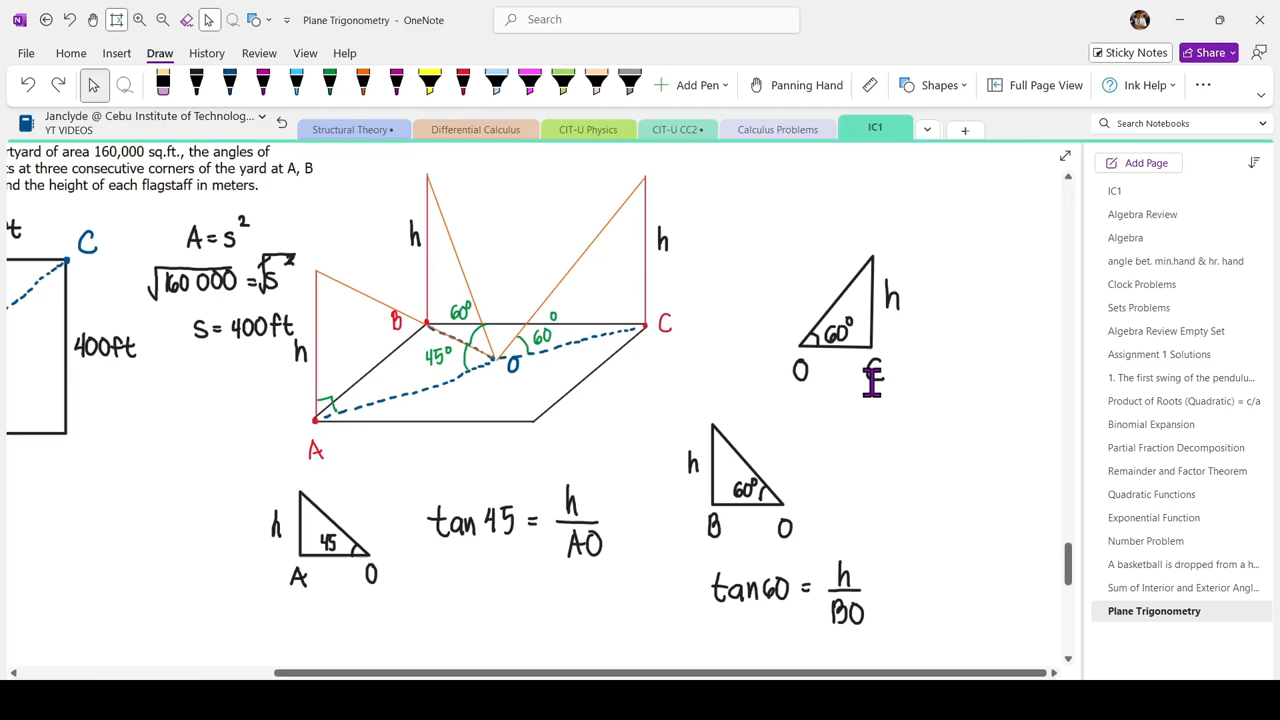 Plane Trigonometry - OneNote
Search
File Home Insert Draw History Review View Help
Sticky Notes
Share
Add Pen
Panning Hand
Shapes
Full Page View
Ink Help
Janclyde @ Cebu Institute of Technolog...
YT VIDEOS
Structural Theory
Differential Calculus
CIT-U Physics
CIT-U CC2
Calculus Problems
IC1
Search Notebooks
rtyard of area 160,000 sq.ft., the angles of
ts at three consecutive corners of the yard at A, B
nd the height of each flagstaff in meters.
ft
C
400ft
A = s²
√160 000 = √s²
s = 400ft
h
h
h
B
60°
45°
60°
O
C
A
h
60°
O
C
h
45
A O
tan 45 = h / AO
h
60°
B O
tan 60 = h / BO
Add Page
IC1
Algebra Review
Algebra
angle bet. min.hand & hr. hand
Clock Problems
Sets Problems
Algebra Review Empty Set
Assignment 1 Solutions
1. The first swing of the pendulu...
Product of Roots (Quadratic) = c/a
Binomial Expansion
Partial Fraction Decomposition
Remainder and Factor Theorem
Quadratic Functions
Exponential Function
Number Problem
A basketball is dropped from a h...
Sum of Interior and Exterior Angl...
Plane Trigonometry